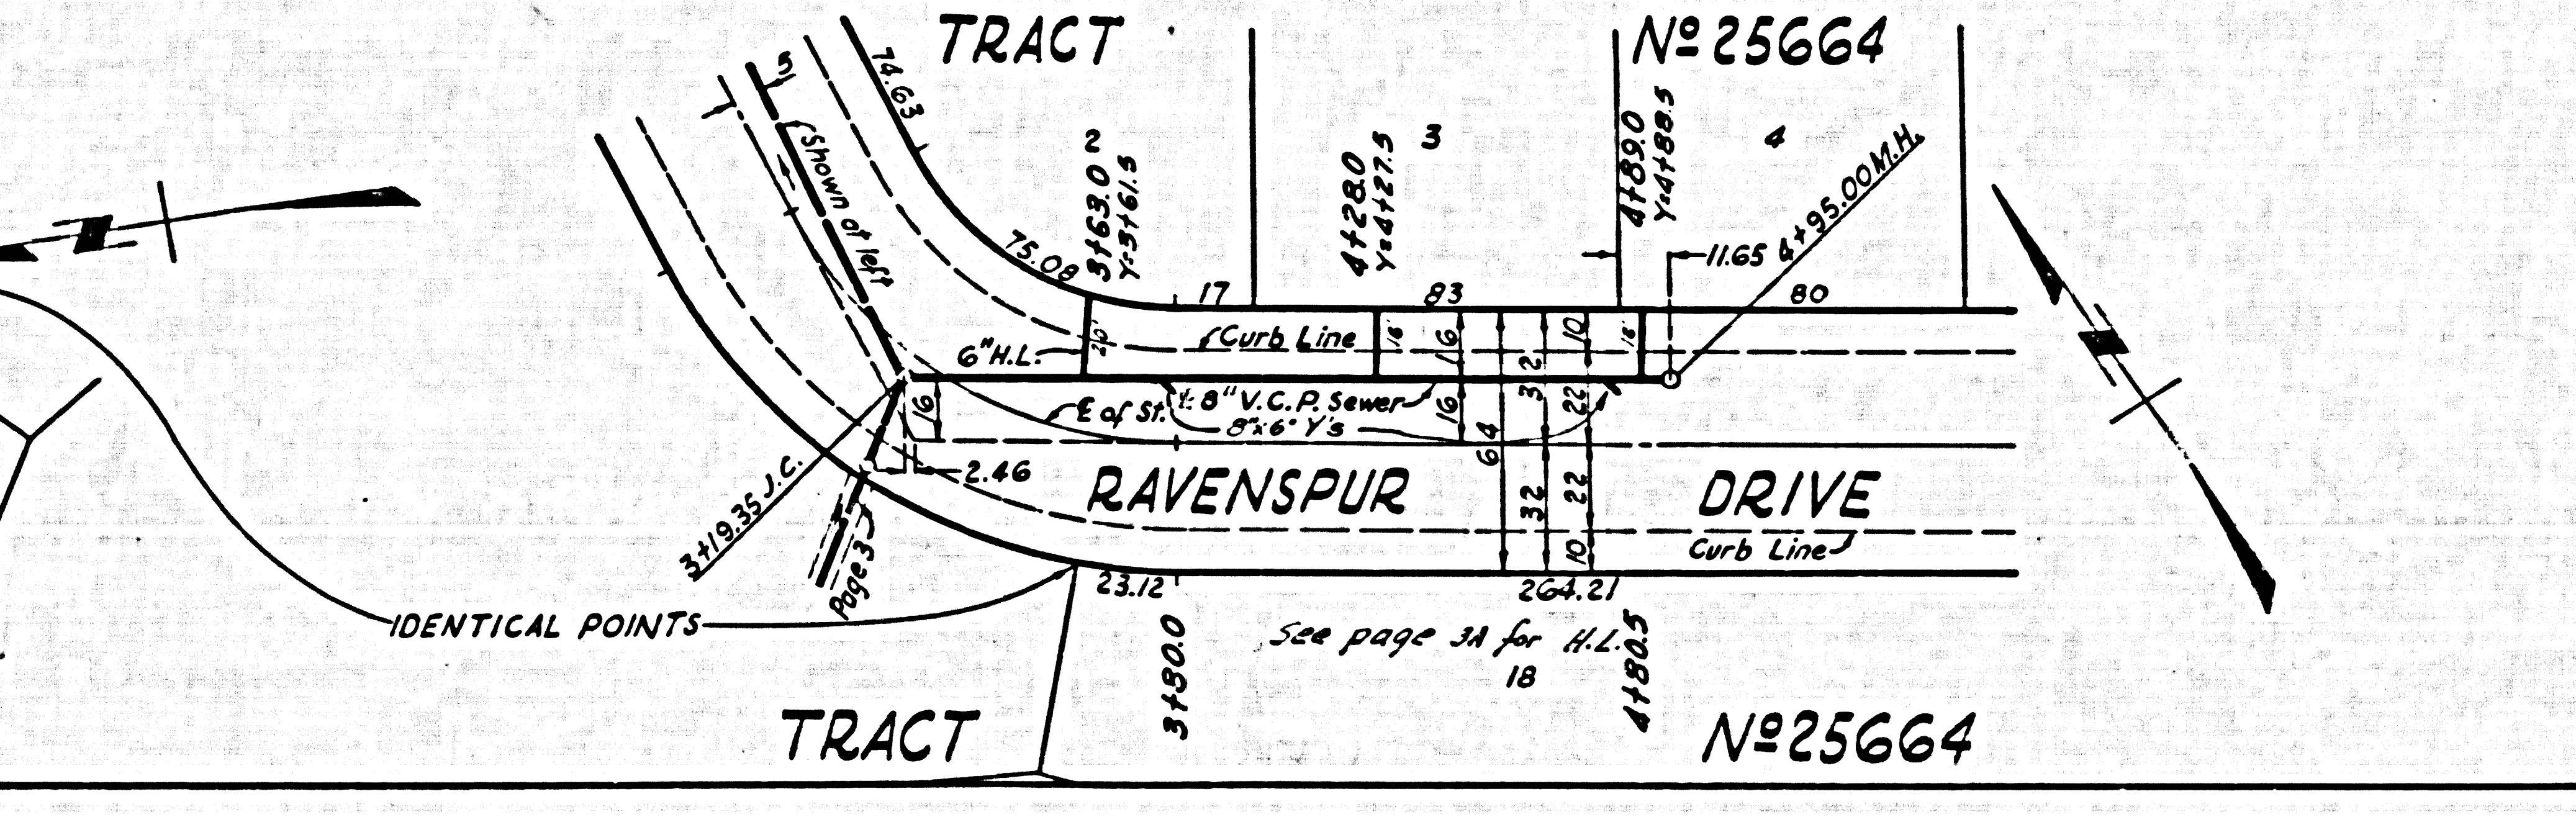 TRACT
Nº 25664
5
74.63
Shown at left
2
3+63.0
Y=3+61.5
3
4+28.0
Y=4+27.5
4+89.0
Y=4+88.5
4
4+95.00 M.H.
11.65
75.08
17
83
80
6" H.L.
20'
Curb Line
16'
16
32
10
16'
16
℄ of St.
8" V.C.P. Sewer
8"x6" Y's
16
22
64
2.46
RAVENSPUR
DRIVE
32
22
10
Curb Line
3+19.35 J.C.
Page 3
23.12
264.21
IDENTICAL POINTS
3+80.0
See page 3A for H.L.
18
4+80.5
TRACT
Nº 25664